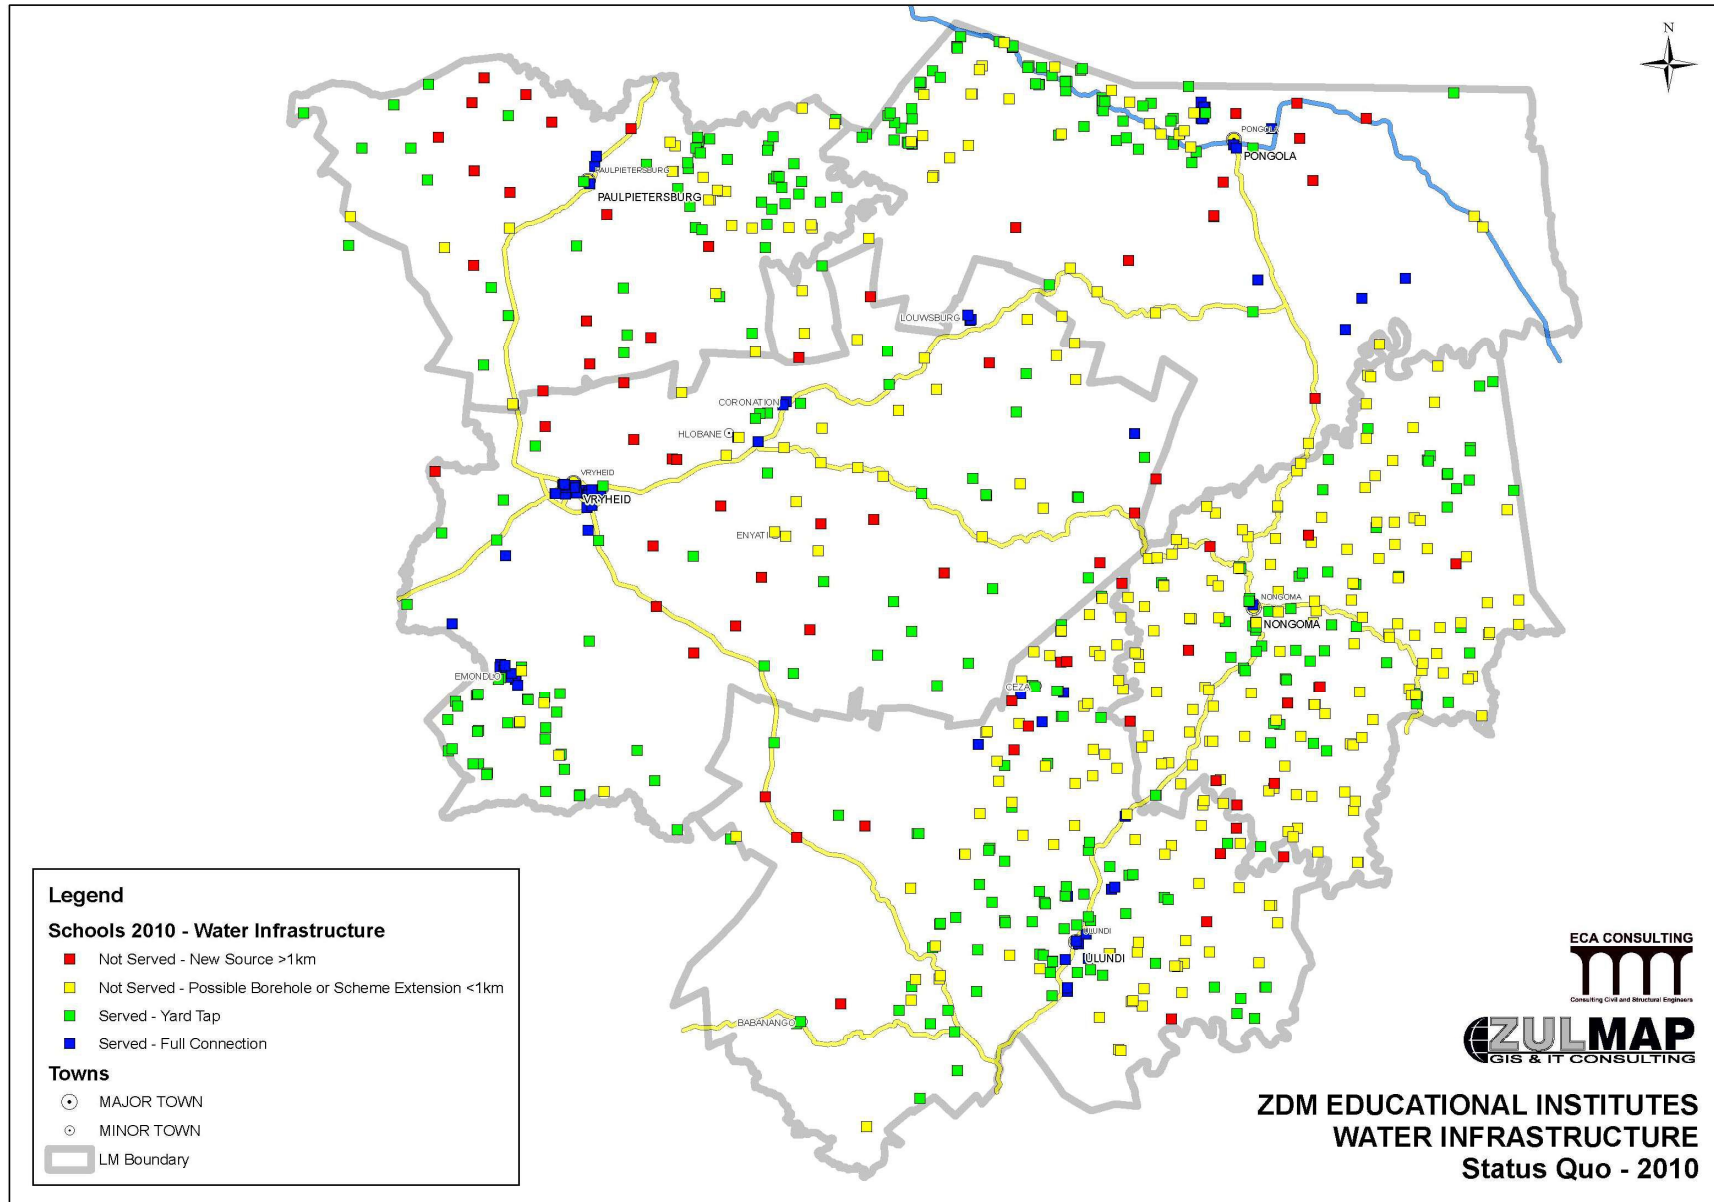 N
PONGOLA
PONGOLA
PAULPIETERSBURG
PAULPIETERSBURG
LOUWSBURG
CORONATION
HLOBANE
VRYHEID
VRYHEID
ENYATI
NONGOMA
NONGOMA
EMONDLO
CEZA
ULUNDI
ULUNDI
BABANANGO
Legend
Schools 2010 - Water Infrastructure
Not Served - New Source >1km
Not Served - Possible Borehole or Scheme Extension <1km
Served - Yard Tap
Served - Full Connection
Towns
MAJOR TOWN
MINOR TOWN
LM Boundary
ECA CONSULTING
Consulting Civil and Structural Engineers
ZULMAP
GIS & IT CONSULTING
ZDM EDUCATIONAL INSTITUTES
WATER INFRASTRUCTURE
Status Quo - 2010